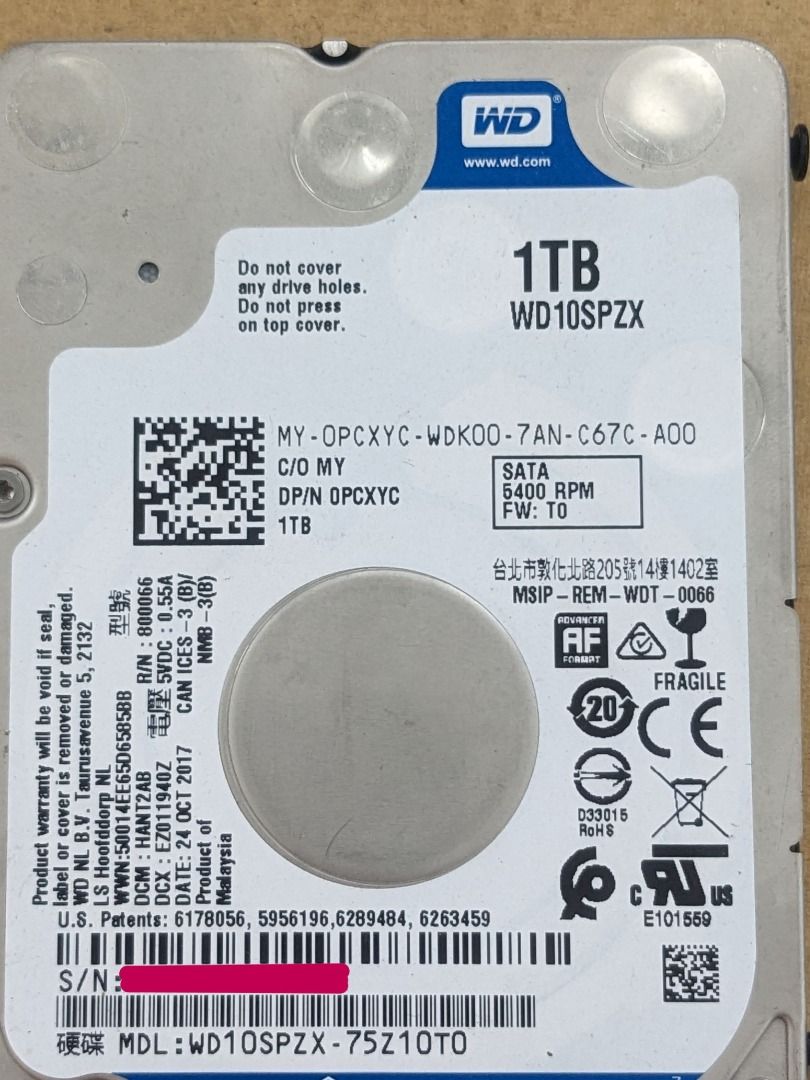 WD®
www.wd.com
Do not cover
any drive holes.
Do not press
on top cover.
1TB
WD10SPZX
MY-0PCXYC-WDK00-7AN-C67C-A00
C/O MY
DP/N 0PCXYC
1TB
SATA
5400 RPM
FW: T0
台北市敦化北路205號14樓1402室
MSIP-REM-WDT-0066
ADVANCED
AF
FORMAT
FRAGILE
20
CE
D33015
RoHS
c RU US
E101559
Product warranty will be void if seal,
label or cover is removed or damaged.
WD NL B.V. Taurusavenue 5, 2132
LS Hoofddorp NL
WWN:50014EE65D6585BB 型號
DCM : HANT2AB R/N : 800066
DCX : EZ011940Z 電壓 5VDC : 0.55A
DATE: 24 OCT 2017 CAN ICES-3 (B)/
Product of NMB-3(B)
Malaysia
U.S. Patents: 6178056, 5956196,6289484, 6263459
S/N:
硬碟 MDL:WD10SPZX-75Z10T0